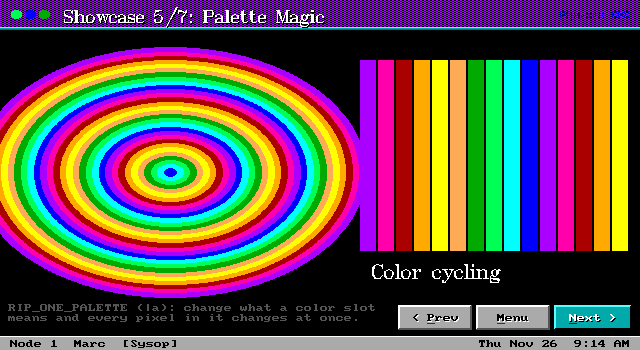 Showcase 5/7: Palette Magic
Color cycling
RIP_ONE_PALETTE (!a): change what a color slot
means and every pixel in it changes at once.
< Prev
Menu
Next >
Node 1 Marc [Sysop]
Thu Nov 26 9:14 AM